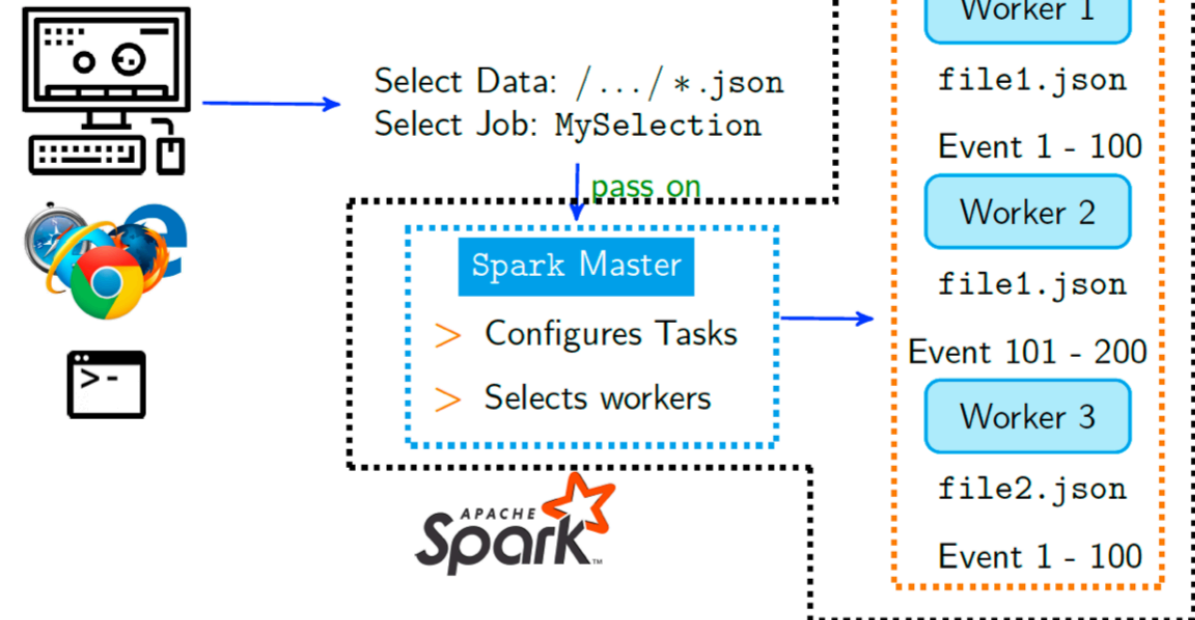 Select Data: /.../*.json
Select Job: MySelection
pass on
Spark Master
> Configures Tasks
> Selects workers
APACHE
Spark™
Worker 1
file1.json
Event 1 - 100
Worker 2
file1.json
Event 101 - 200
Worker 3
file2.json
Event 1 - 100
>-